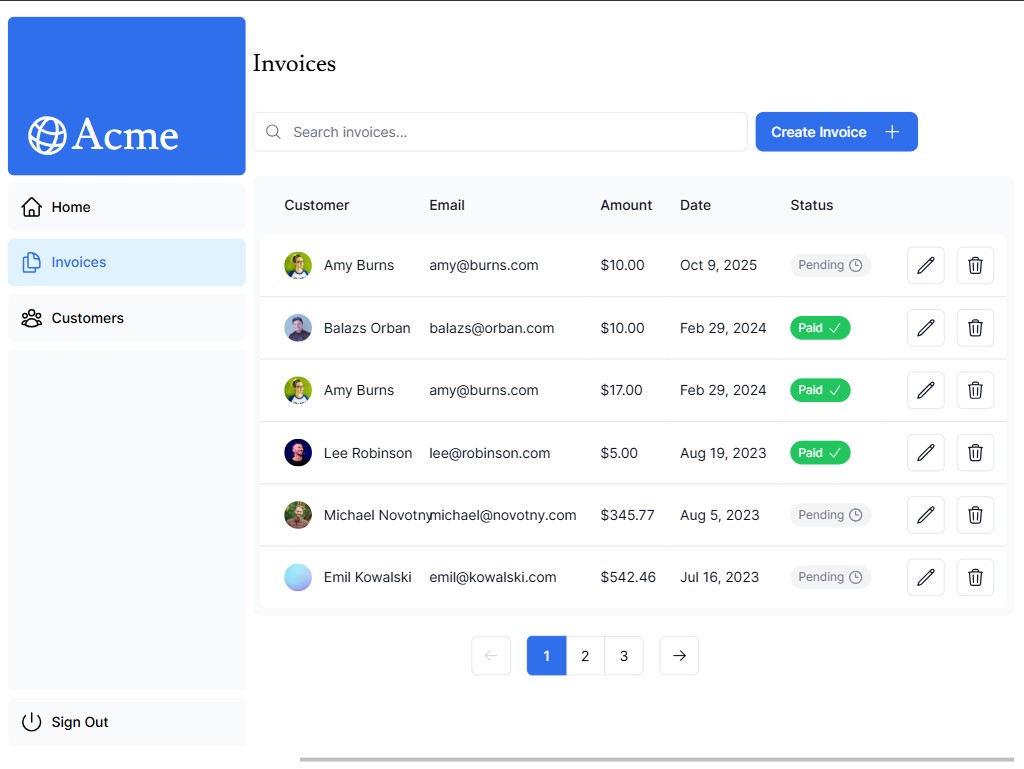 Acme
Home
Invoices
Customers
Sign Out
Invoices
Search invoices...
Create Invoice
Customer Email Amount Date Status
Amy Burns amy@burns.com $10.00 Oct 9, 2025 Pending
Balazs Orban balazs@orban.com $10.00 Feb 29, 2024 Paid
Amy Burns amy@burns.com $17.00 Feb 29, 2024 Paid
Lee Robinson lee@robinson.com $5.00 Aug 19, 2023 Paid
Michael Novotny michael@novotny.com $345.77 Aug 5, 2023 Pending
Emil Kowalski emil@kowalski.com $542.46 Jul 16, 2023 Pending
1 2 3